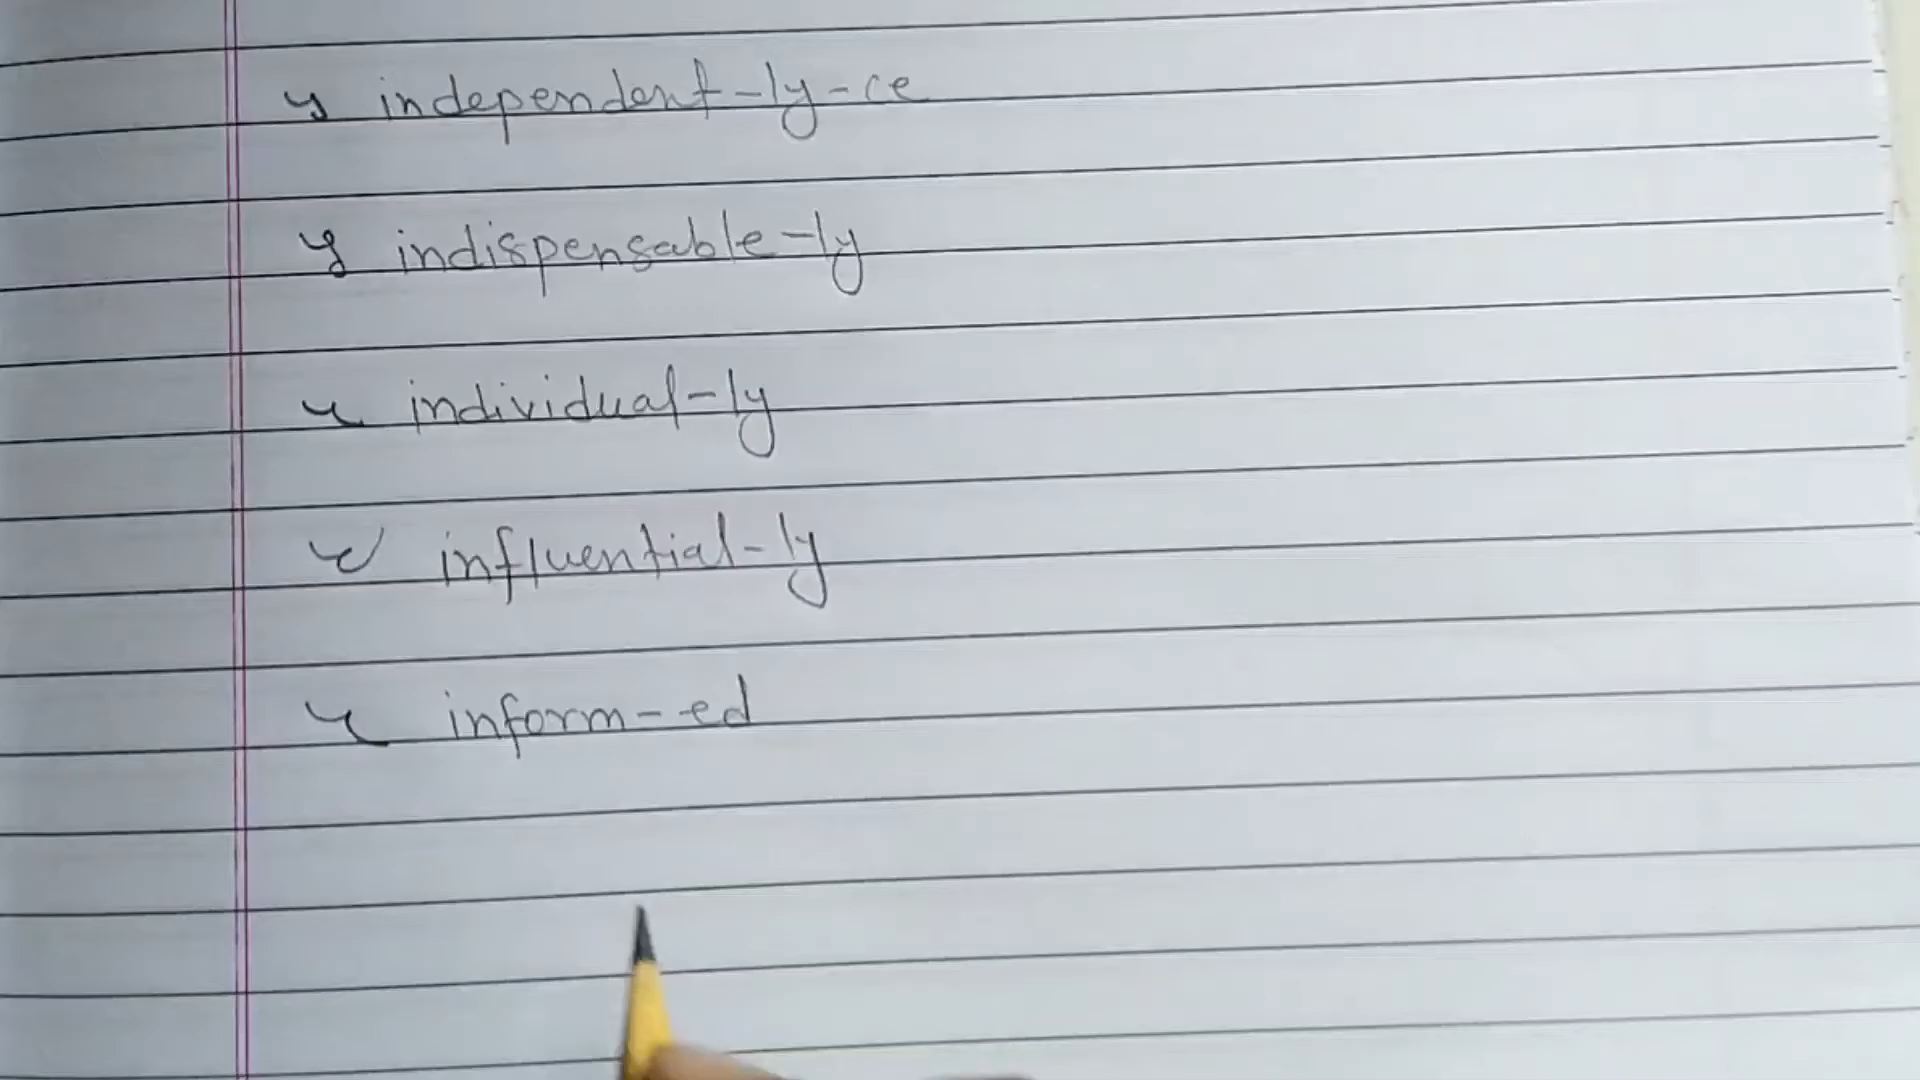 independent-ly-ce
indispensable-ly
individual-ly
influential-ly
inform-ed